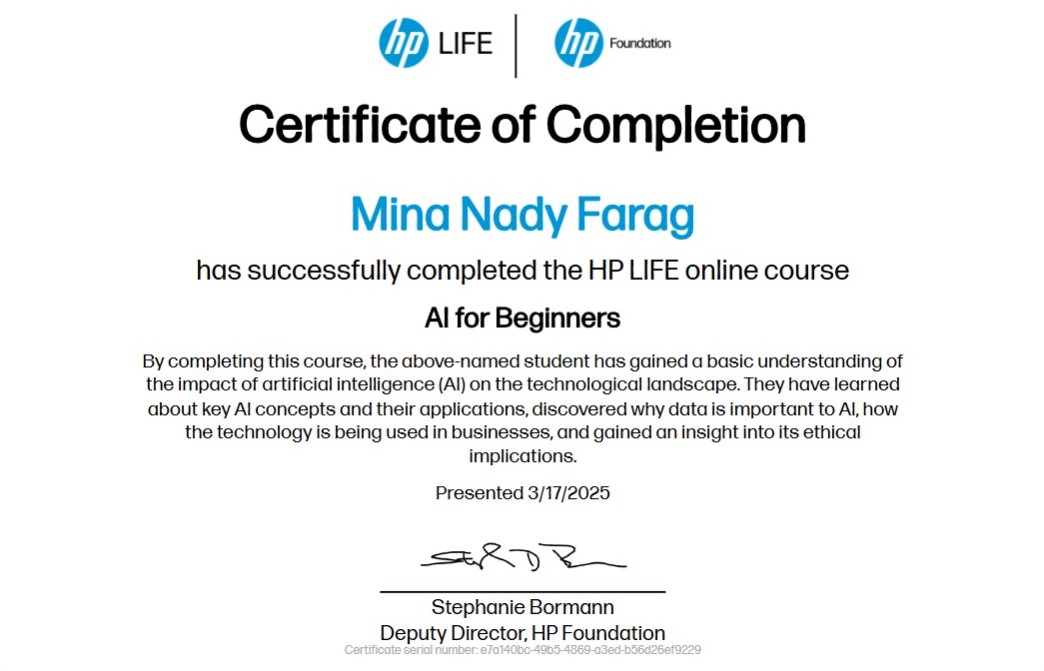 hp LIFE | hp Foundation
Certificate of Completion
Mina Nady Farag
has successfully completed the HP LIFE online course
AI for Beginners
By completing this course, the above-named student has gained a basic understanding of
the impact of artificial intelligence (AI) on the technological landscape. They have learned
about key AI concepts and their applications, discovered why data is important to AI, how
the technology is being used in businesses, and gained an insight into its ethical
implications.
Presented 3/17/2025
Stephanie Bormann
Deputy Director, HP Foundation
Certificate serial number: e7a140bc-49b5-4869-a3ed-b56d26ef9229